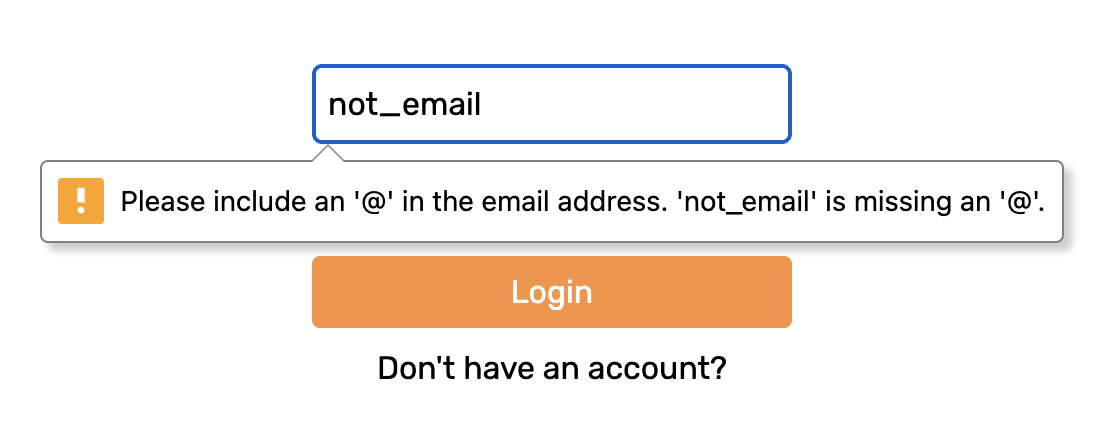 not_email
Please include an '@' in the email address. 'not_email' is missing an '@'.
Login
Don't have an account?